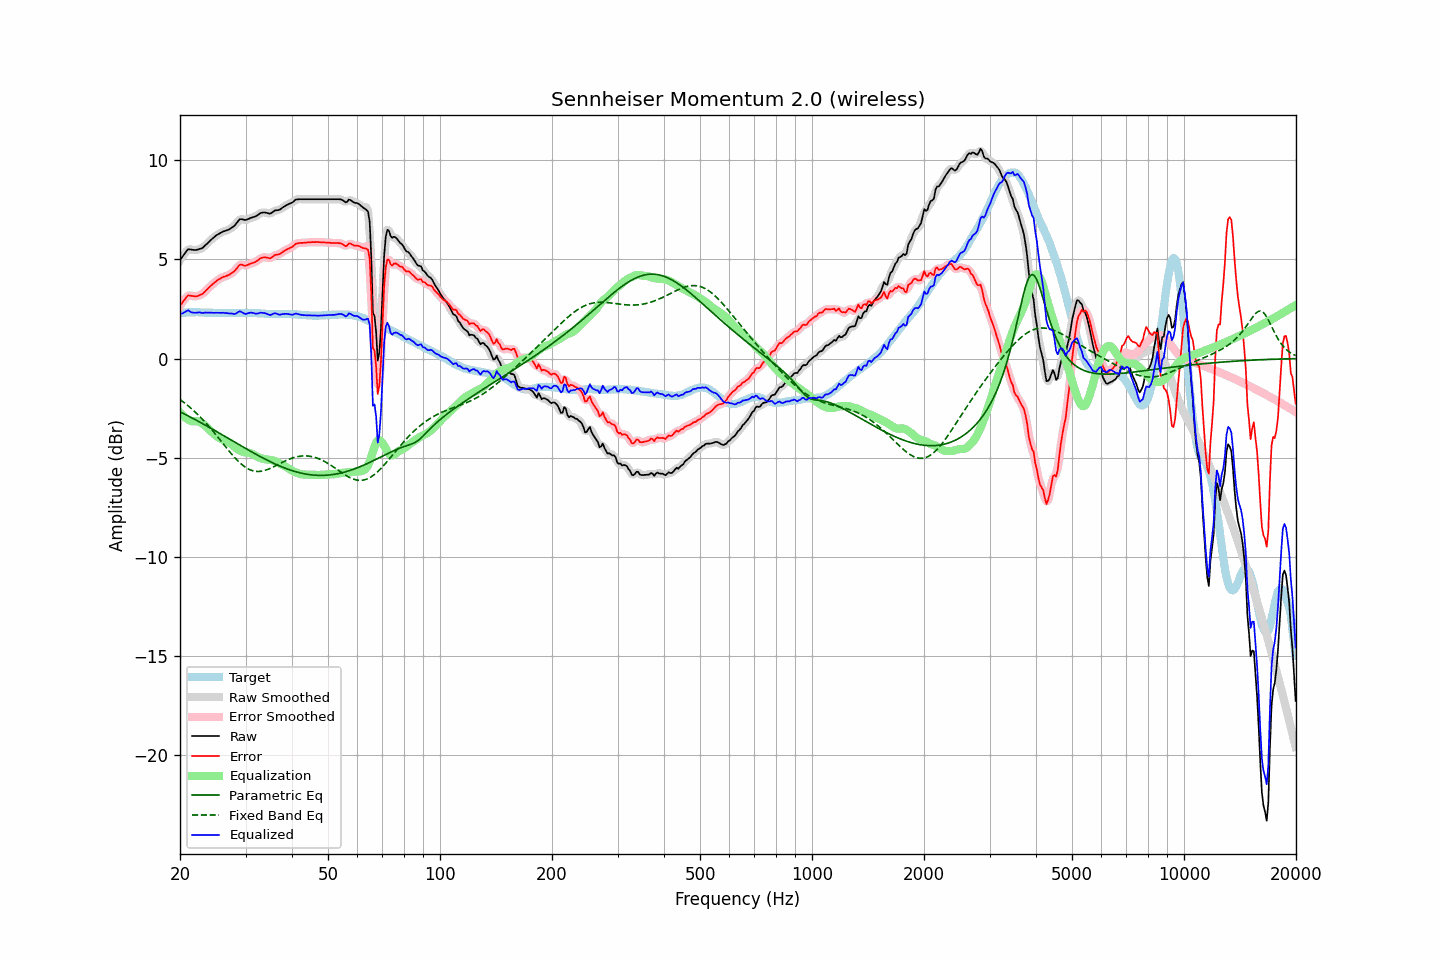 Sennheiser Momentum 2.0 (wireless)
Amplitude (dBr)
10
5
0
−5
−10
−15
−20
Target
Raw Smoothed
Error Smoothed
Raw
Error
Equalization
Parametric Eq
Fixed Band Eq
Equalized
20 50 100 200 500 1000 2000 5000 10000 20000
Frequency (Hz)